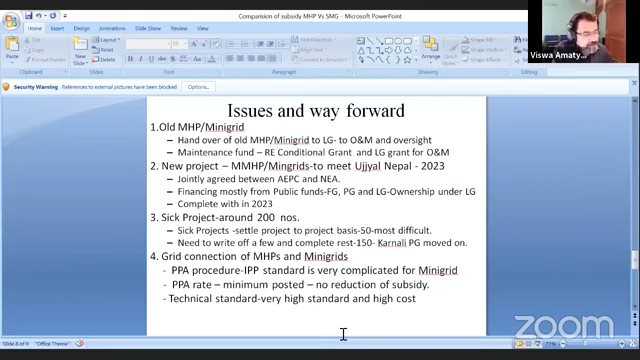 Comparision of subsidy MHP Vs SMG - Microsoft PowerPoint
Home
Insert
Design
Animations
Slide Show
Review
View
Clipboard
Slides
Font
Paragraph
Drawing
Editing
Arrange
Shape Effects
Select
Security Warning References to external pictures have been blocked Options...
Viswa Amaty...
Issues and way forward
1.Old MHP/Minigrid
– Hand over of old MHP/Minigrid to LG- to O&M and oversight
– Maintenance fund – RE Conditional Grant and LG grant for O&M
2. New project – MMHP/Mingrids-to meet Ujjyal Nepal - 2023
– Jointly agreed between AEPC and NEA.
– Financing mostly from Public funds-FG, PG and LG-Ownership under LG
– Complete with in 2023
3. Sick Project-around 200 nos.
– Sick Projects -settle project to project basis-50-most difficult.
– Need to write off a few and complete rest-150- Karnali PG moved on.
4. Grid connection of MHPs and Minigrids
- PPA procedure-IPP standard is very complicated for Minigrid
- PPA rate – minimum posted – no reduction of subsidy.
- Technical standard-very high standard and high cost
zoom
Slide 8 of 9
"Office Theme"
71%